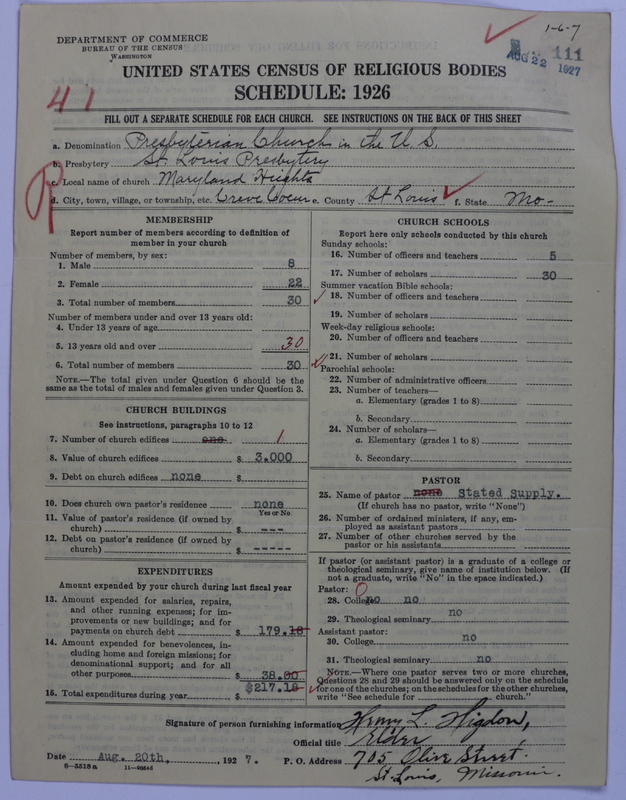 1-6-7
DEPARTMENT OF COMMERCE
BUREAU OF THE CENSUS
WASHINGTON
111
AUG 22 1927
UNITED STATES CENSUS OF RELIGIOUS BODIES
SCHEDULE: 1926
41
FILL OUT A SEPARATE SCHEDULE FOR EACH CHURCH. SEE INSTRUCTIONS ON THE BACK OF THIS SHEET
a. Denomination Presbyterian Church in the U.S.
b. Presbytery St. Louis Presbytery
c. Local name of church Maryland Heights
d. City, town, village, or township, etc. Creve Coeur e. County St Louis f. State Mo-
MEMBERSHIP
Report number of members according to definition of
member in your church
Number of members, by sex:
1. Male 8
2. Female 22
3. Total number of members 30
Number of members under and over 13 years old:
4. Under 13 years of age
5. 13 years old and over 30
6. Total number of members 30
NOTE.—The total given under Question 6 should be the
same as the total of males and females given under Question 3.
CHURCH BUILDINGS
See instructions, paragraphs 10 to 12
7. Number of church edifices one 1
8. Value of church edifices $ 3.000
9. Debt on church edifices none $
10. Does church own pastor's residence none
Yes or No
11. Value of pastor's residence (if owned by
church) $ ---
12. Debt on pastor's residence (if owned by
church) $ -----
EXPENDITURES
Amount expended by your church during last fiscal year
13. Amount expended for salaries, repairs,
and other running expenses; for im-
provements or new buildings; and for
payments on church debt $ 179.18
14. Amount expended for benevolences, in-
cluding home and foreign missions; for
denominational support; and for all
other purposes $ 38.00
15. Total expenditures during year $ $217.18
CHURCH SCHOOLS
Report here only schools conducted by this church
Sunday schools:
16. Number of officers and teachers 5
17. Number of scholars 30
Summer vacation Bible schools:
18. Number of officers and teachers
19. Number of scholars
Week-day religious schools:
20. Number of officers and teachers
21. Number of scholars
Parochial schools:
22. Number of administrative officers
23. Number of teachers—
a. Elementary (grades 1 to 8)
b. Secondary
24. Number of scholars—
a. Elementary (grades 1 to 8)
b. Secondary
PASTOR
25. Name of pastor none Stated Supply.
(If church has no pastor, write "None")
26. Number of ordained ministers, if any, em-
ployed as assistant pastors
27. Number of other churches served by the
pastor or his assistants
If pastor (or assistant pastor) is a graduate of a college or
theological seminary, give name of institution below. (If
not a graduate, write "No" in the space indicated.)
Pastor: 0
28. College no no
29. Theological seminary no
Assistant pastor:
30. College no
31. Theological seminary no
NOTE.—Where one pastor serves two or more churches,
Questions 28 and 29 should be answered only on the schedule
for one of the churches; on the schedules for the other churches,
write "See schedule for church."
Signature of person furnishing information Henry L. Higdon,
Official title Elder,
Date Aug. 20th, 1927. P. O. Address 705 Olive Street.
St. Louis, Missouri.